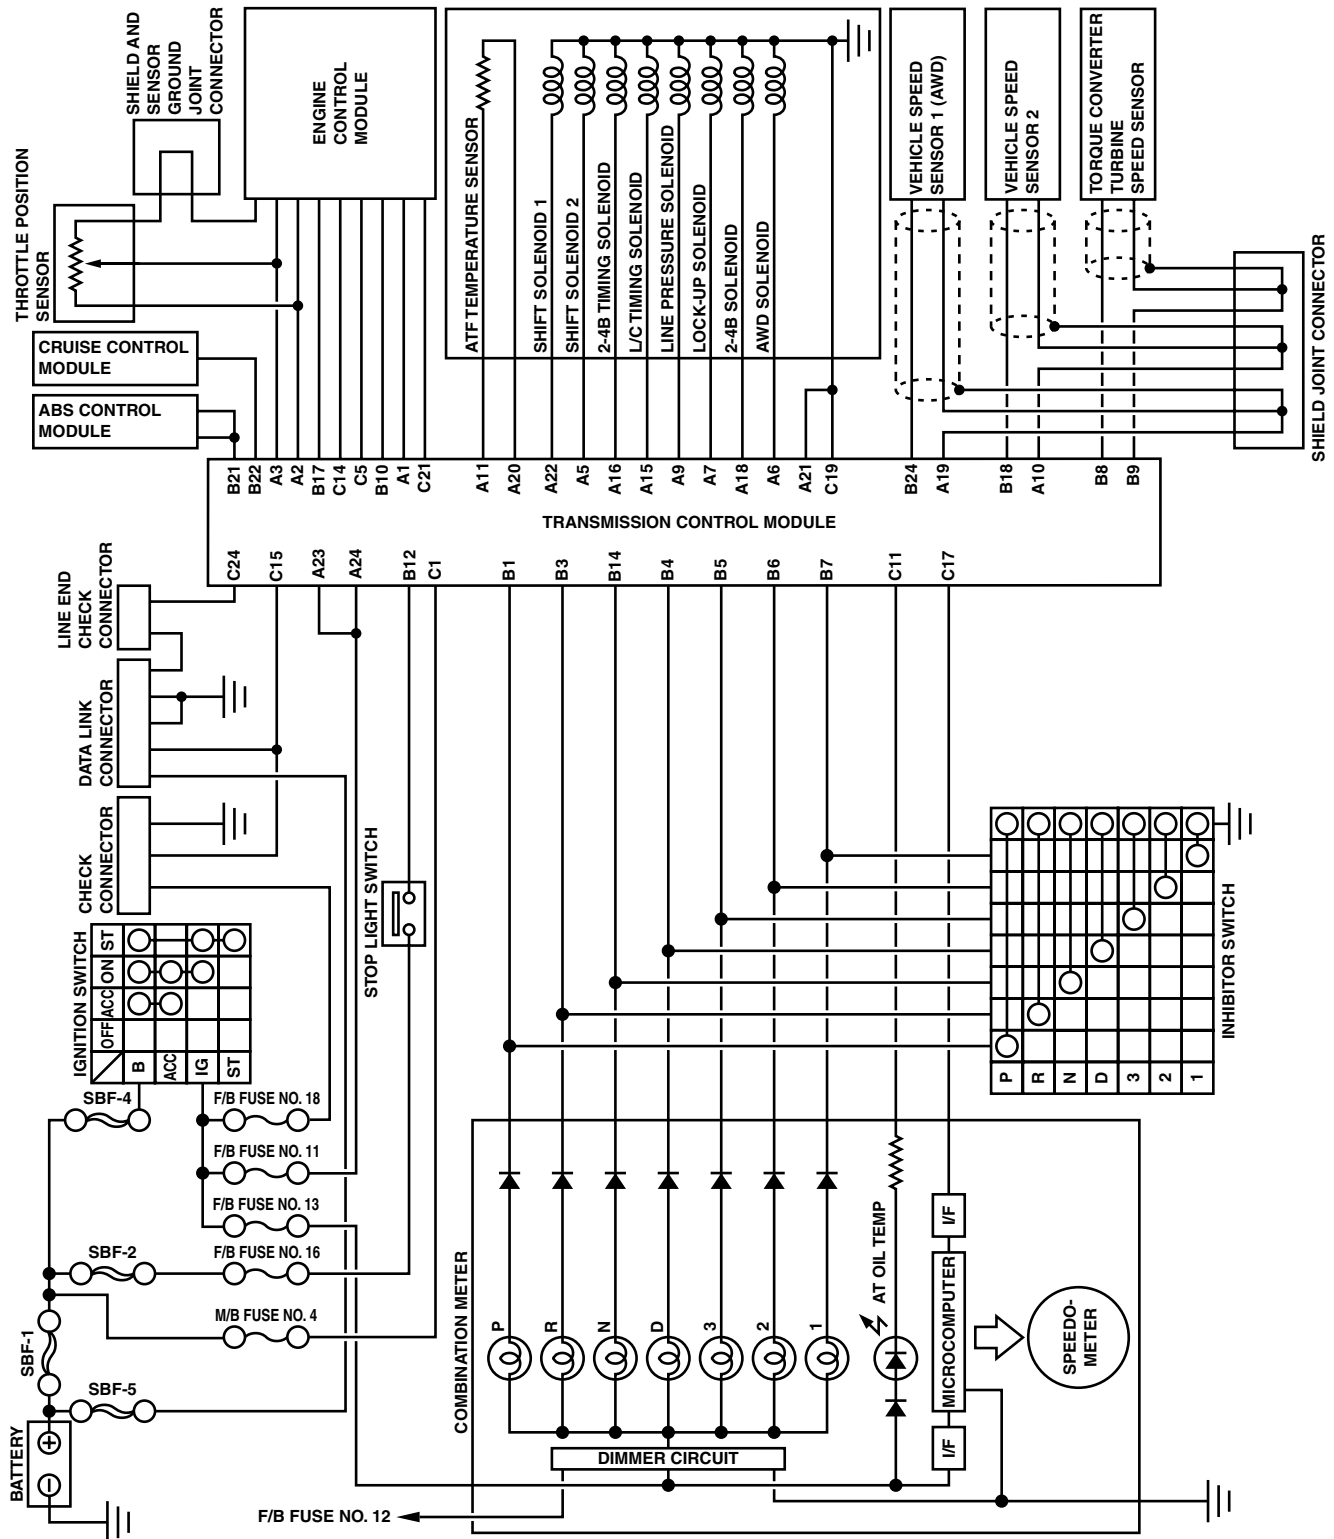 SHIELD AND
SENSOR
GROUND
JOINT
CONNECTOR
THROTTLE POSITION
SENSOR
ENGINE
CONTROL
MODULE
CRUISE CONTROL
MODULE
ABS CONTROL
MODULE
ATF TEMPERATURE SENSOR
SHIFT SOLENOID 1
SHIFT SOLENOID 2
2-4B TIMING SOLENOID
L/C TIMING SOLENOID
LINE PRESSURE SOLENOID
LOCK-UP SOLENOID
2-4B SOLENOID
AWD SOLENOID
VEHICLE SPEED
SENSOR 1 (AWD)
VEHICLE SPEED
SENSOR 2
TORQUE CONVERTER
TURBINE
SPEED SENSOR
SHIELD JOINT CONNECTOR
B21
B22
A3
A2
B17
C14
C5
B10
A1
C21
A11
A20
A22
A5
A16
A15
A9
A7
A18
A6
A21
C19
B24
A19
B18
A10
B8
B9
TRANSMISSION CONTROL MODULE
C24
C15
A23
A24
B12
C1
B1
B3
B14
B4
B5
B6
B7
C11
C17
LINE END
CHECK
CONNECTOR
DATA LINK
CONNECTOR
CHECK
CONNECTOR
STOP LIGHT SWITCH
IGNITION SWITCH
OFF
ACC
ON
ST
B
ACC
IG
ST
INHIBITOR SWITCH
P
R
N
D
3
2
1
SBF-4
F/B FUSE NO. 18
F/B FUSE NO. 11
F/B FUSE NO. 13
SBF-2
F/B FUSE NO. 16
M/B FUSE NO. 4
SBF-1
SBF-5
BATTERY
COMBINATION METER
P
R
N
D
3
2
1
AT OIL TEMP
I/F
MICROCOMPUTER
I/F
SPEEDO-
METER
DIMMER CIRCUIT
F/B FUSE NO. 12